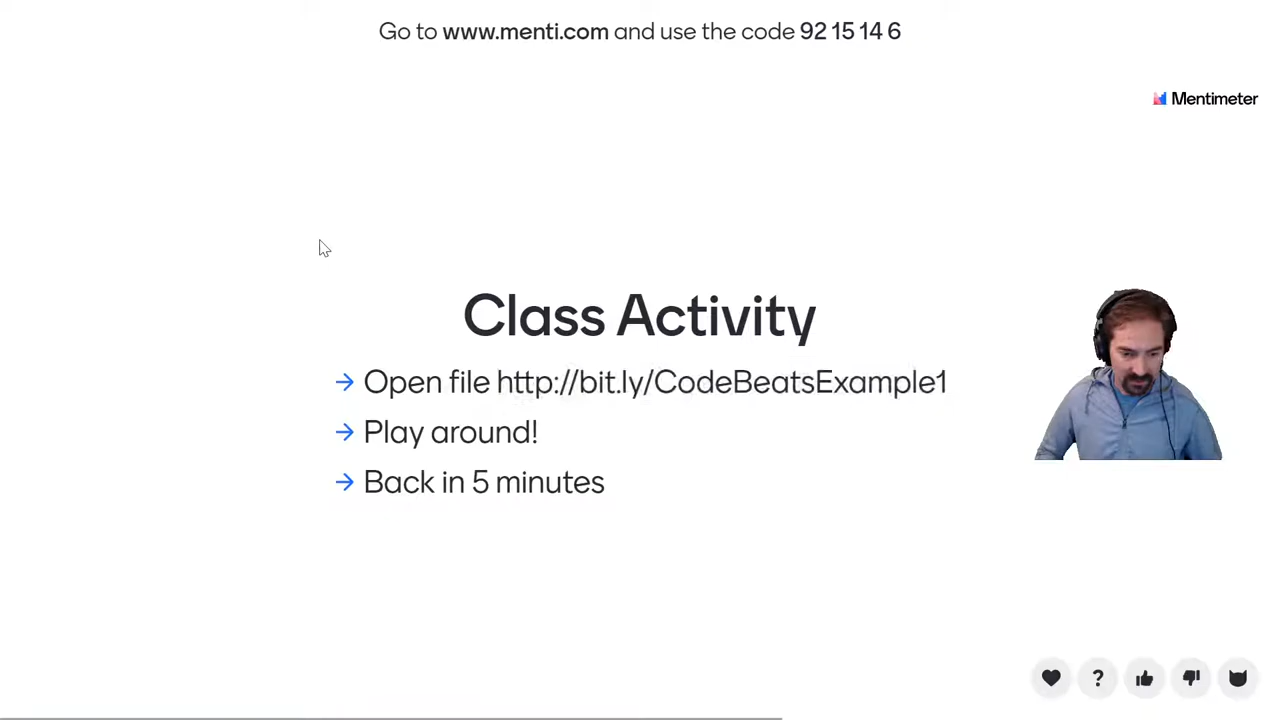 Go to www.menti.com and use the code 92 15 14 6
Mentimeter
Class Activity
→ Open file http://bit.ly/CodeBeatsExample1
→ Play around!
→ Back in 5 minutes
?